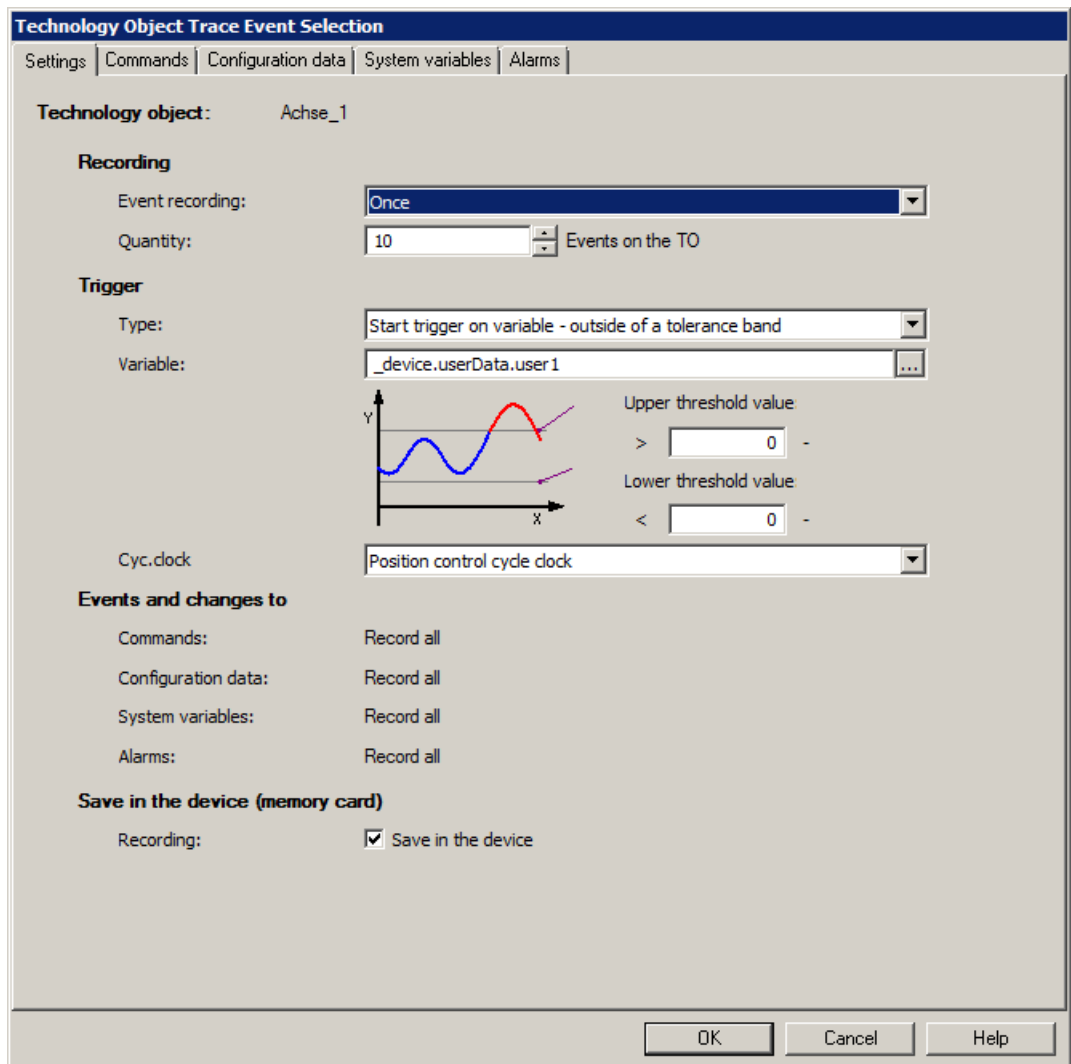 Technology Object Trace Event Selection
Settings Commands Configuration data System variables Alarms
Technology object: Achse_1
Recording
Event recording: Once
Quantity: 10 Events on the TO
Trigger
Type: Start trigger on variable - outside of a tolerance band
Variable: _device.userData.user1 ...
Y
Upper threshold value
> 0 -
Lower threshold value
X
< 0 -
Cyc.clock Position control cycle clock
Events and changes to
Commands: Record all
Configuration data: Record all
System variables: Record all
Alarms: Record all
Save in the device (memory card)
Recording: Save in the device
OK Cancel Help